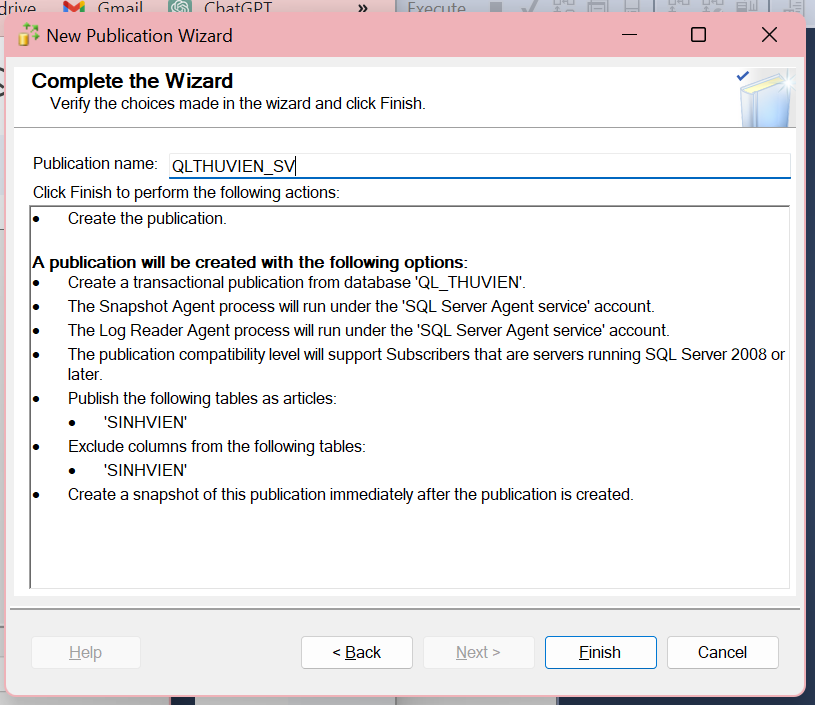 drive Gmail ChatGPT » Execute
New Publication Wizard
Complete the Wizard
Verify the choices made in the wizard and click Finish.
Publication name: QLTHUVIEN_SV
Click Finish to perform the following actions:
• Create the publication.
A publication will be created with the following options:
• Create a transactional publication from database 'QL_THUVIEN'.
• The Snapshot Agent process will run under the 'SQL Server Agent service' account.
• The Log Reader Agent process will run under the 'SQL Server Agent service' account.
• The publication compatibility level will support Subscribers that are servers running SQL Server 2008 or
later.
• Publish the following tables as articles:
• 'SINHVIEN'
• Exclude columns from the following tables:
• 'SINHVIEN'
• Create a snapshot of this publication immediately after the publication is created.
Help < Back Next > Finish Cancel